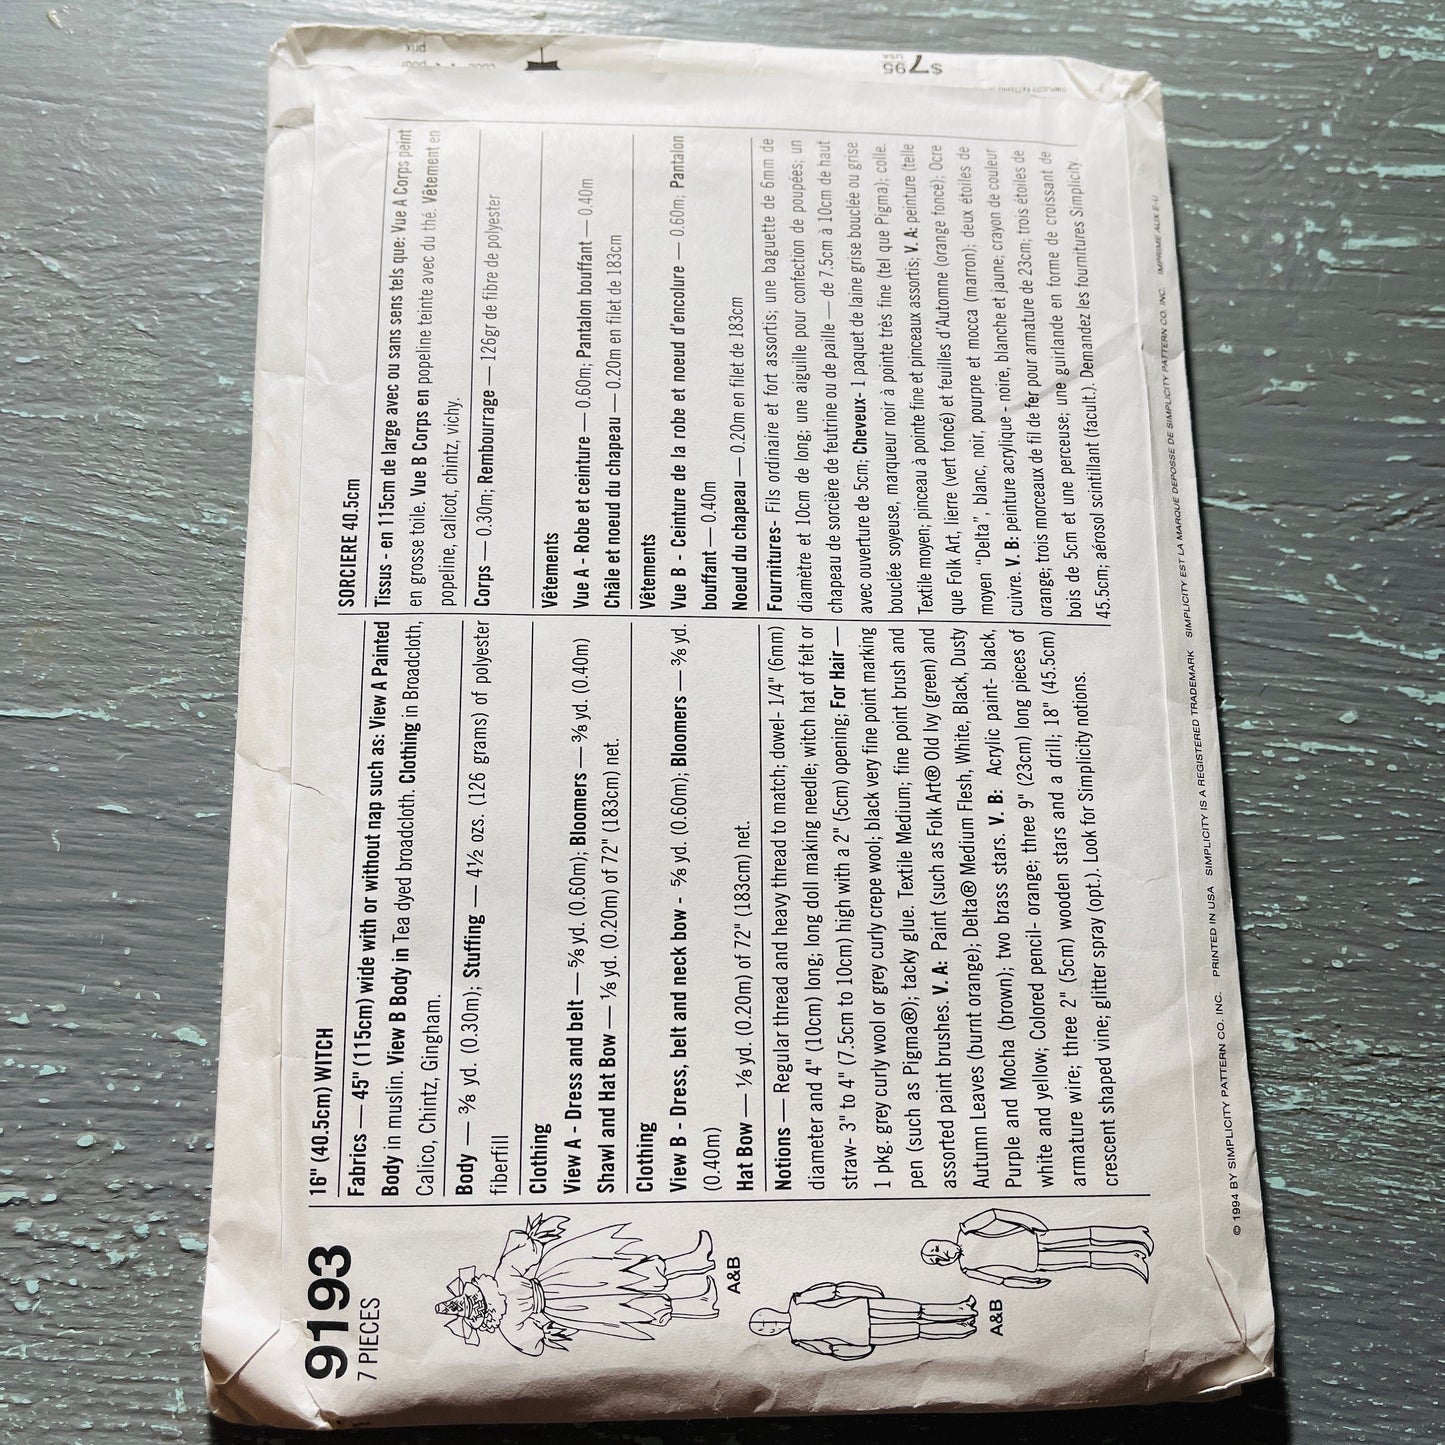 9193
7 PIECES
A&B
A&B
16" (40.5cm) WITCH
Fabrics — 45" (115cm) wide with or without nap such as: View A Painted
Body in muslin. View B Body in Tea dyed broadcloth. Clothing in Broadcloth,
Calico, Chintz, Gingham.
Body — ⅜ yd. (0.30m); Stuffing — 4½ ozs. (126 grams) of polyester
fiberfill
Clothing
View A - Dress and belt — ⅝ yd. (0.60m); Bloomers — ⅜ yd. (0.40m)
Shawl and Hat Bow — ⅛ yd. (0.20m) of 72" (183cm) net.
Clothing
View B - Dress, belt and neck bow - ⅝ yd. (0.60m); Bloomers — ⅜ yd.
(0.40m)
Hat Bow — ⅛ yd. (0.20m) of 72" (183cm) net.
Notions — Regular thread and heavy thread to match; dowel- 1/4" (6mm)
diameter and 4" (10cm) long; long doll making needle; witch hat of felt or
straw- 3" to 4" (7.5cm to 10cm) high with a 2" (5cm) opening; For Hair —
1 pkg. grey curly wool or grey curly crepe wool; black very fine point marking
pen (such as Pigma®); tacky glue. Textile Medium; fine point brush and
assorted paint brushes. V. A: Paint (such as Folk Art® Old Ivy (green) and
Autumn Leaves (burnt orange); Delta® Medium Flesh, White, Black, Dusty
Purple and Mocha (brown); two brass stars. V. B: Acrylic paint- black,
white and yellow; Colored pencil- orange; three 9" (23cm) long pieces of
armature wire; three 2" (5cm) wooden stars and a drill; 18" (45.5cm)
crescent shaped vine; glitter spray (opt.). Look for Simplicity notions.
SORCIERE 40.5cm
Tissus - en 115cm de large avec ou sans sens tels que: Vue A Corps peint
en grosse toile. Vue B Corps en popeline teinte avec du thé. Vêtement en
popeline, calicot, chintz, vichy.
Corps — 0.30m; Rembourrage — 126gr de fibre de polyester
Vêtements
Vue A - Robe et ceinture — 0.60m; Pantalon bouffant — 0.40m
Châle et noeud du chapeau — 0.20m en filet de 183cm
Vêtements
Vue B - Ceinture de la robe et noeud d'encolure — 0.60m; Pantalon
bouffant — 0.40m
Noeud du chapeau — 0.20m en filet de 183cm
Fournitures- Fils ordinaire et fort assortis; une baguette de 6mm de
diamètre et 10cm de long; une aiguille pour confection de poupées; un
chapeau de sorcière de feutrine ou de paille — de 7.5cm à 10cm de haut
avec ouverture de 5cm; Cheveux- 1 paquet de laine grise bouclée ou grise
bouclée soyeuse, marqueur noir à pointe très fine (tel que Pigma); colle.
Textile moyen; pinceau à pointe fine et pinceaux assortis; V. A: peinture (telle
que Folk Art, lierre (vert foncé) et feuilles d'Automne (orange foncé); Ocre
moyen "Delta", blanc, noir, pourpre et mocca (marron); deux étoiles de
cuivre. V. B: peinture acrylique - noire, blanche et jaune; crayon de couleur
orange; trois morceaux de fil de fer pour armature de 23cm; trois étoiles de
bois de 5cm et une perceuse; une guirlande en forme de croissant de
45.5cm; aérosol scintillant (facult.). Demandez les fournitures Simplicity.
© 1994 BY SIMPLICITY PATTERN CO. INC. PRINTED IN USA SIMPLICITY IS A REGISTERED TRADEMARK SIMPLICITY EST LA MARQUE DEPOSSE DE SIMPLICITY PATTERN CO. INC. IMPRIME AUX E-U
$7.95
USA